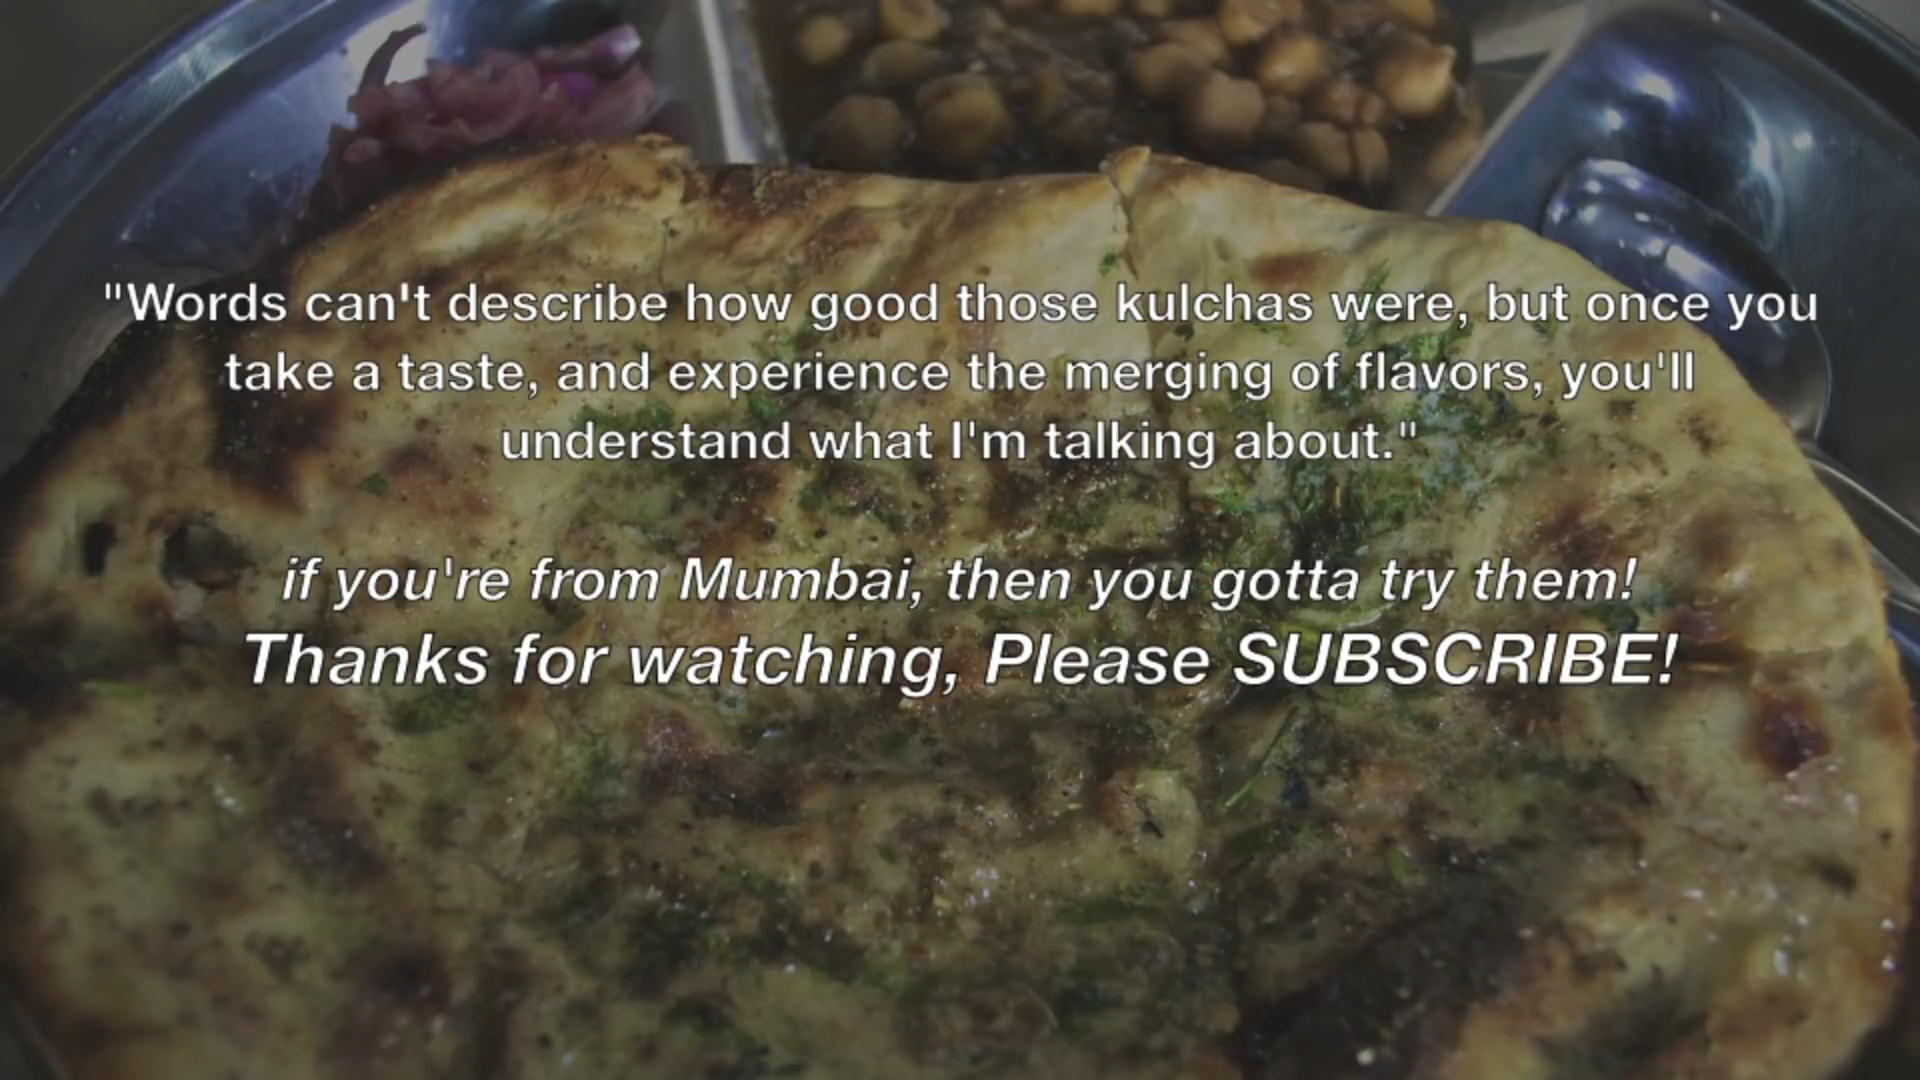 "Words can't describe how good those kulchas were, but once you
take a taste, and experience the merging of flavors, you'll
understand what I'm talking about."
if you're from Mumbai, then you gotta try them!
Thanks for watching, Please SUBSCRIBE!